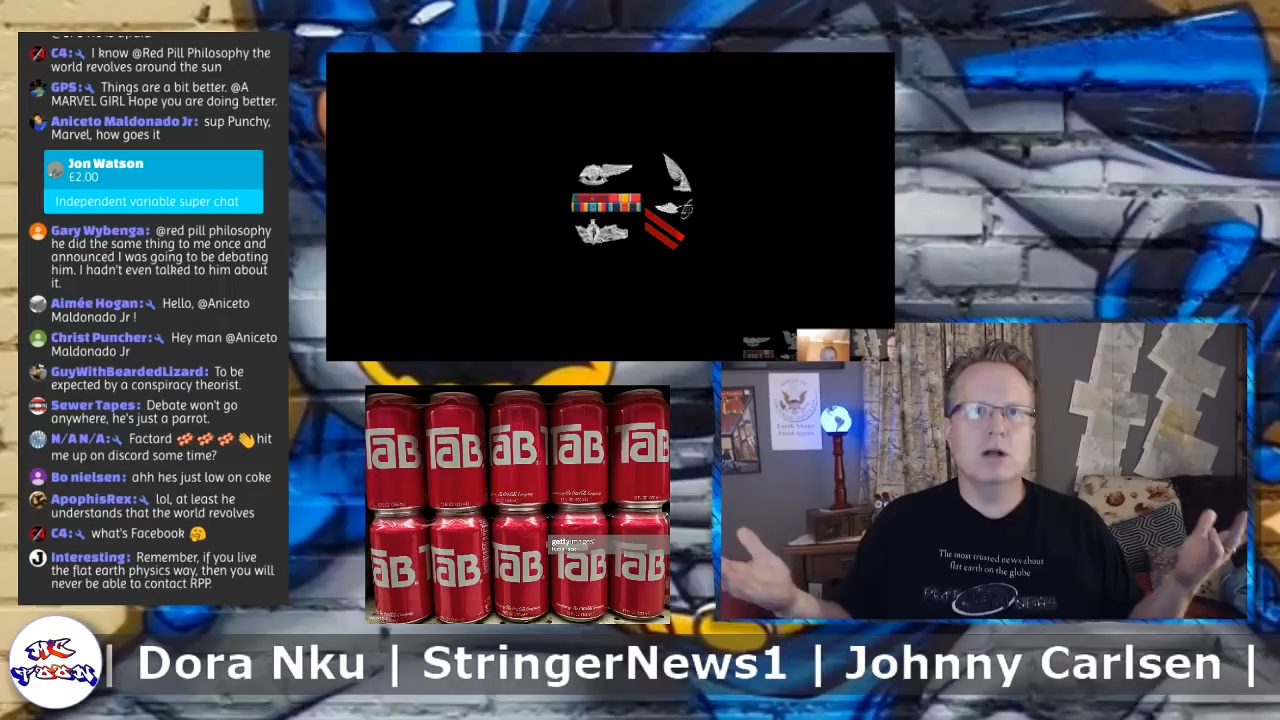 C4: I know @Red Pill Philosophy the
world revolves around the sun
GPS: Things are a bit better. @A
MARVEL GIRL Hope you are doing better.
Aniceto Maldonado Jr: sup Punchy,
Marvel, how goes it
Jon Watson
£2.00
Independent variable super chat
Gary Wybenga: @red pill philosophy
he did the same thing to me once and
announced I was going to be debating
him. I hadn't even talked to him about
it.
Aimée Hogan: Hello, @Aniceto
Maldonado Jr !
Christ Puncher: Hey man @Aniceto
Maldonado Jr
GuyWithBeardedLizard: To be
expected by a conspiracy theorist.
Sewer Tapes: Debate won't go
anywhere, he's just a parrot.
N/A N/A: Factard 🥓🥓🥓👋hit
me up on discord some time?
Bo nielsen: ahh hes just low on coke
ApophisRex: lol, at least he
understands that the world revolves
C4: what's Facebook 🤔
Interesting: Remember, if you live
the flat earth physics way, then you will
never be able to contact RPP.
TaB TaB TaB TaB TaB
TaB TaB TaB TaB TaB
gettyimages
Earth Shape
Field Agent
The most trusted news about
flat earth on the globe
MC
TOON
| Dora Nku | StringerNews1 | Johnny Carlsen |